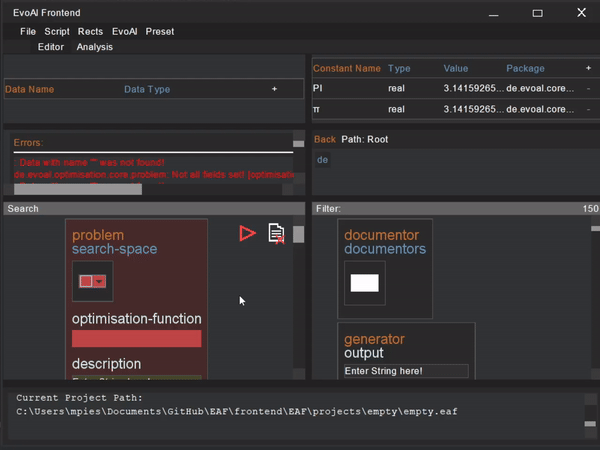 EvoAl Frontend
File Script Rects EvoAl Preset
Editor Analysis
Data Name Data Type +
Constant Name Type Value Package +
PI real 3.14159265... de.evoal.core... -
π real 3.14159265... de.evoal.core... -
Errors:
: Data with name "" was not found!
de.evoal.optimisation.core.problem: Not all fields set! [optimisatio
Back Path: Root
de
Search
Filter: 150
problem
search-space
optimisation-function
description
documentor
documentors
generator
output
Enter String here!
Current Project Path:
C:\Users\mpies\Documents\GitHub\EAF\frontend\EAF\projects\empty\empty.eaf